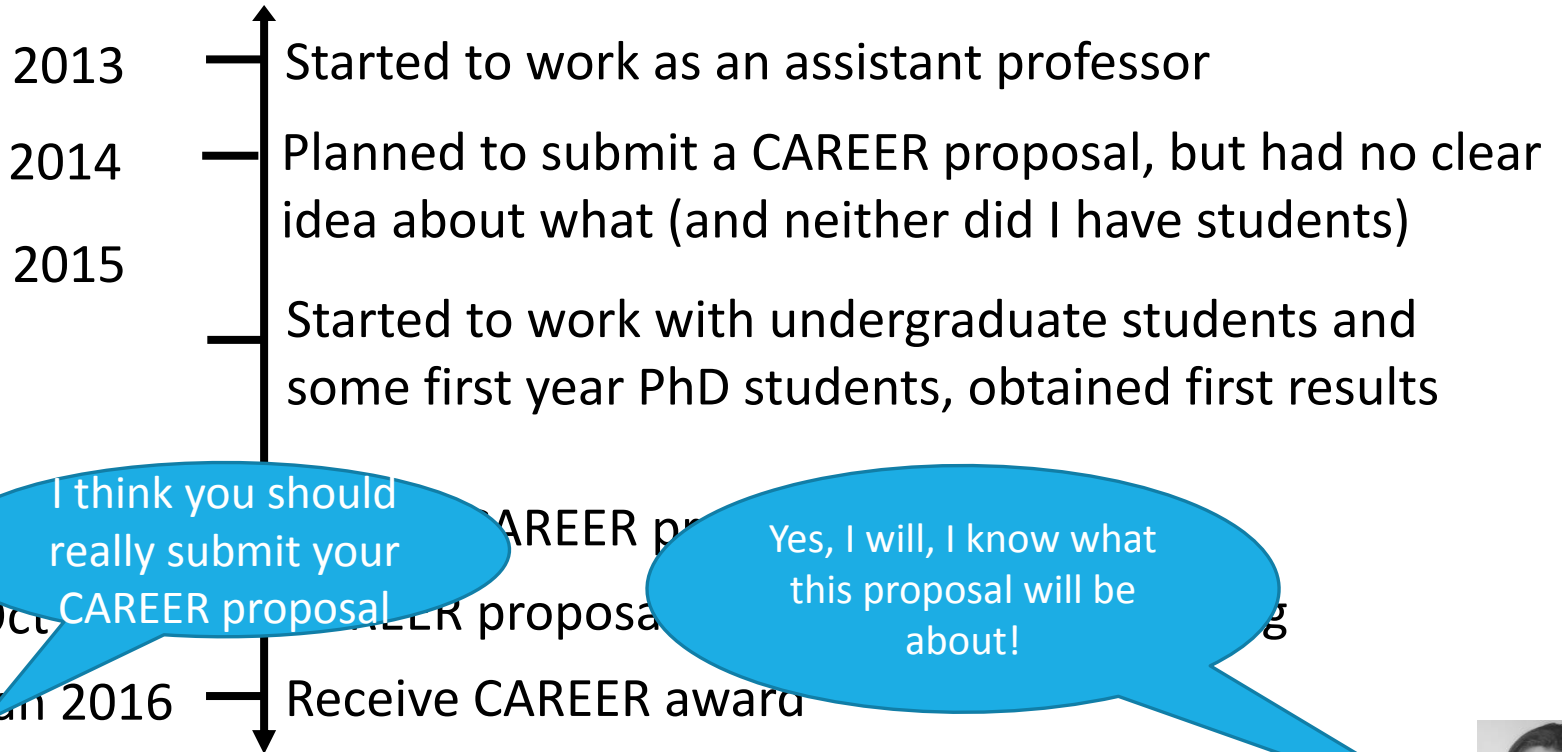 2013 Started to work as an assistant professor
2014 Planned to submit a CAREER proposal, but had no clear
idea about what (and neither did I have students)
2015
Started to work with undergraduate students and
some first year PhD students, obtained first results
I think you should
really submit your
CAREER proposal
Yes, I will, I know what
this proposal will be
about!
2016 Receive CAREER award